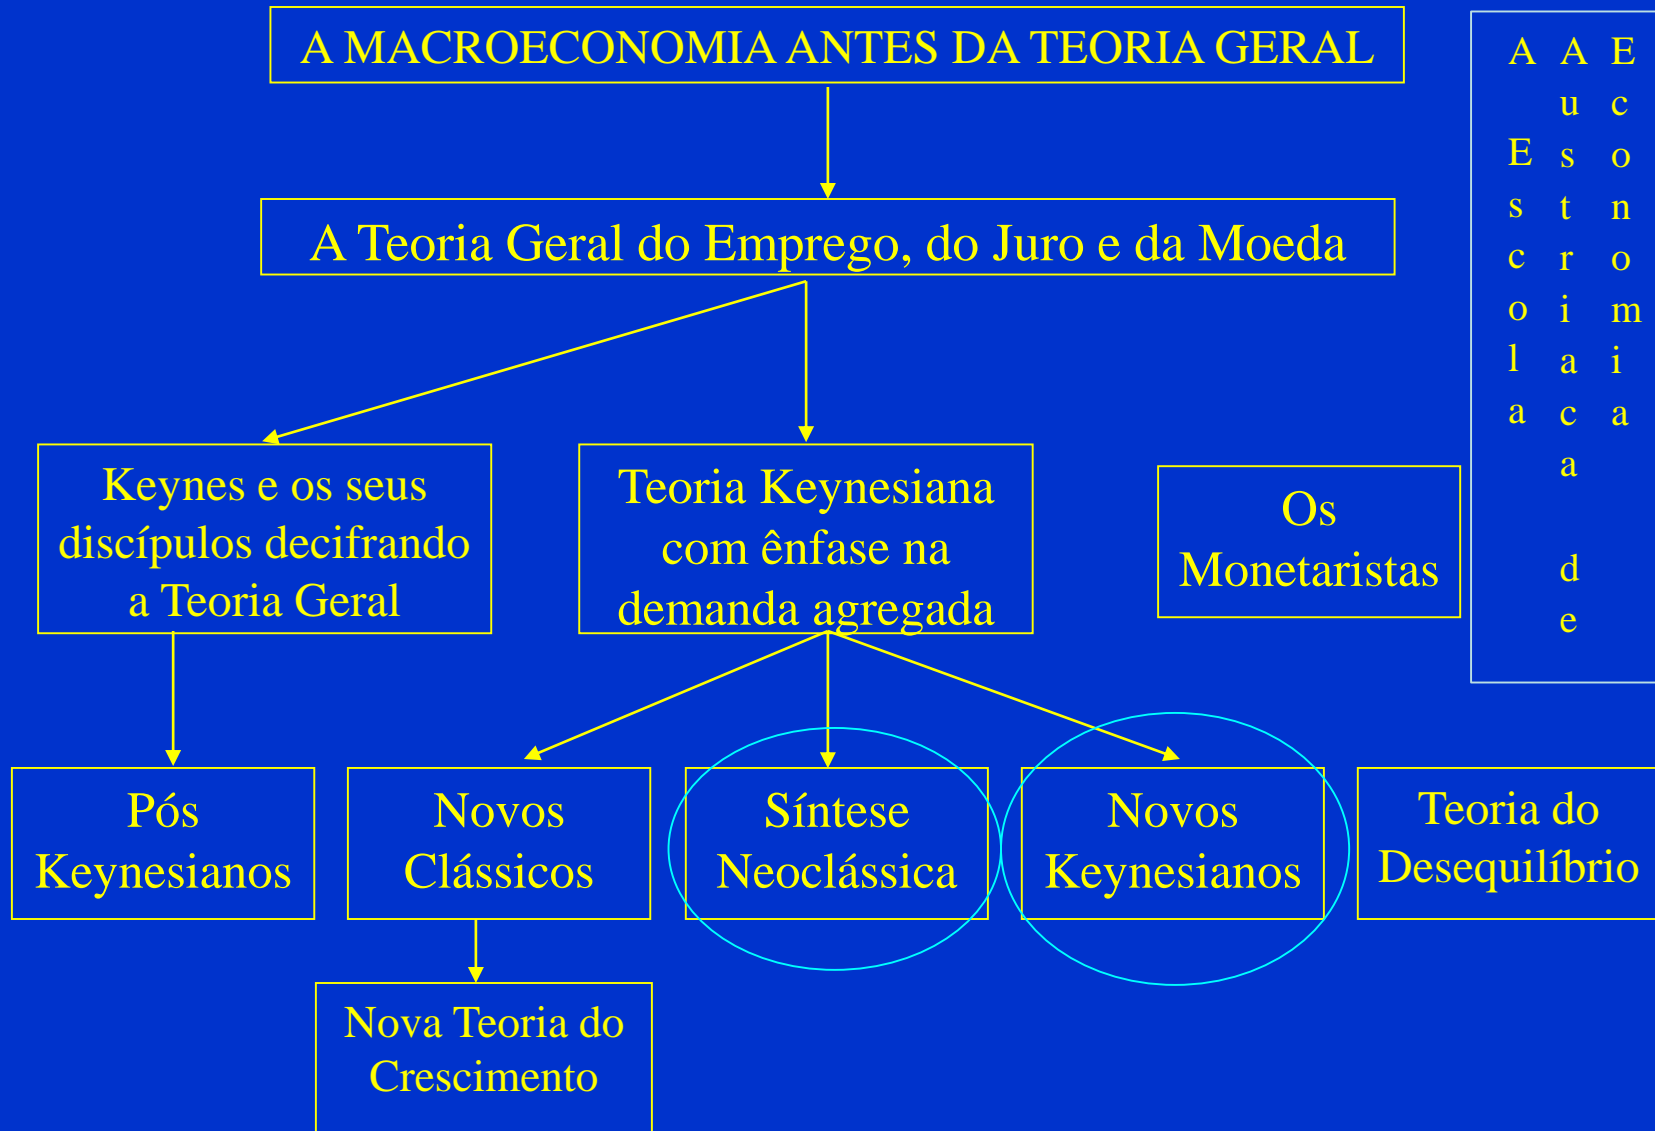 A MACROECONOMIA ANTES DA TEORIA GERAL
A Teoria Geral do Emprego, do Juro e da Moeda
Keynes e os seus
discípulos decifrando
a Teoria Geral
Teoria Keynesiana
com ênfase na
demanda agregada
Os
Monetaristas
A Escola
Austriaca de
Economia
Pós
Keynesianos
Novos
Clássicos
Síntese
Neoclássica
Novos
Keynesianos
Teoria do
Desequilíbrio
Nova Teoria do
Crescimento